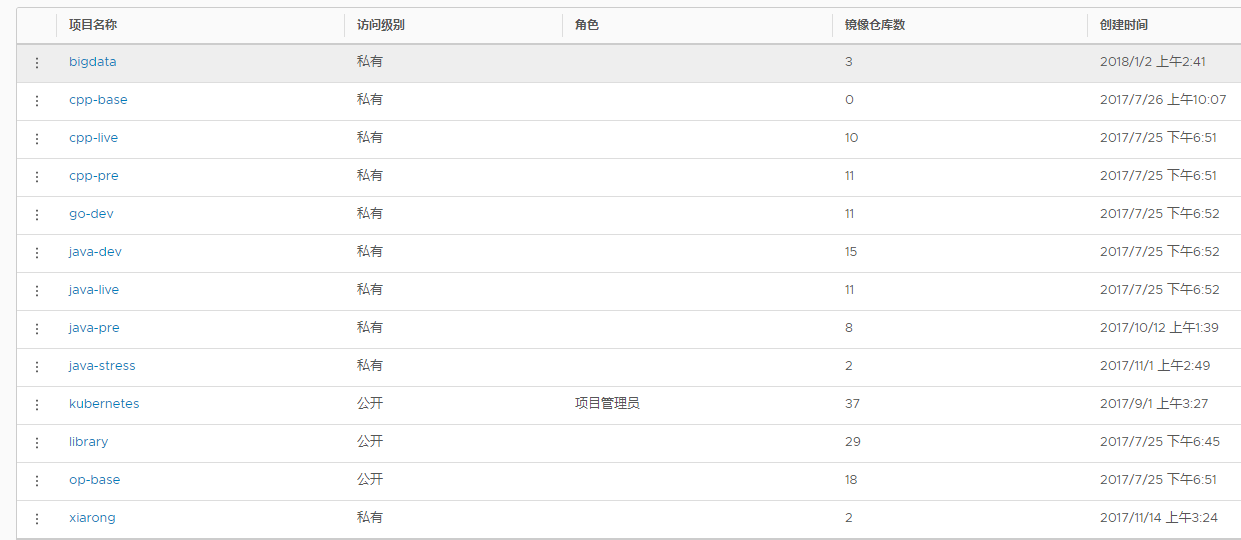 项目名称 访问级别 角色 镜像仓库数 创建时间
bigdata 私有 3 2018/1/2 上午2:41
cpp-base 私有 0 2017/7/26 上午10:07
cpp-live 私有 10 2017/7/25 下午6:51
cpp-pre 私有 11 2017/7/25 下午6:51
go-dev 私有 11 2017/7/25 下午6:52
java-dev 私有 15 2017/7/25 下午6:52
java-live 私有 11 2017/7/25 下午6:52
java-pre 私有 8 2017/10/12 上午1:39
java-stress 私有 2 2017/11/1 上午2:49
kubernetes 公开 项目管理员 37 2017/9/1 上午3:27
library 公开 29 2017/7/25 下午6:45
op-base 公开 18 2017/7/25 下午6:51
xiarong 私有 2 2017/11/14 上午3:24